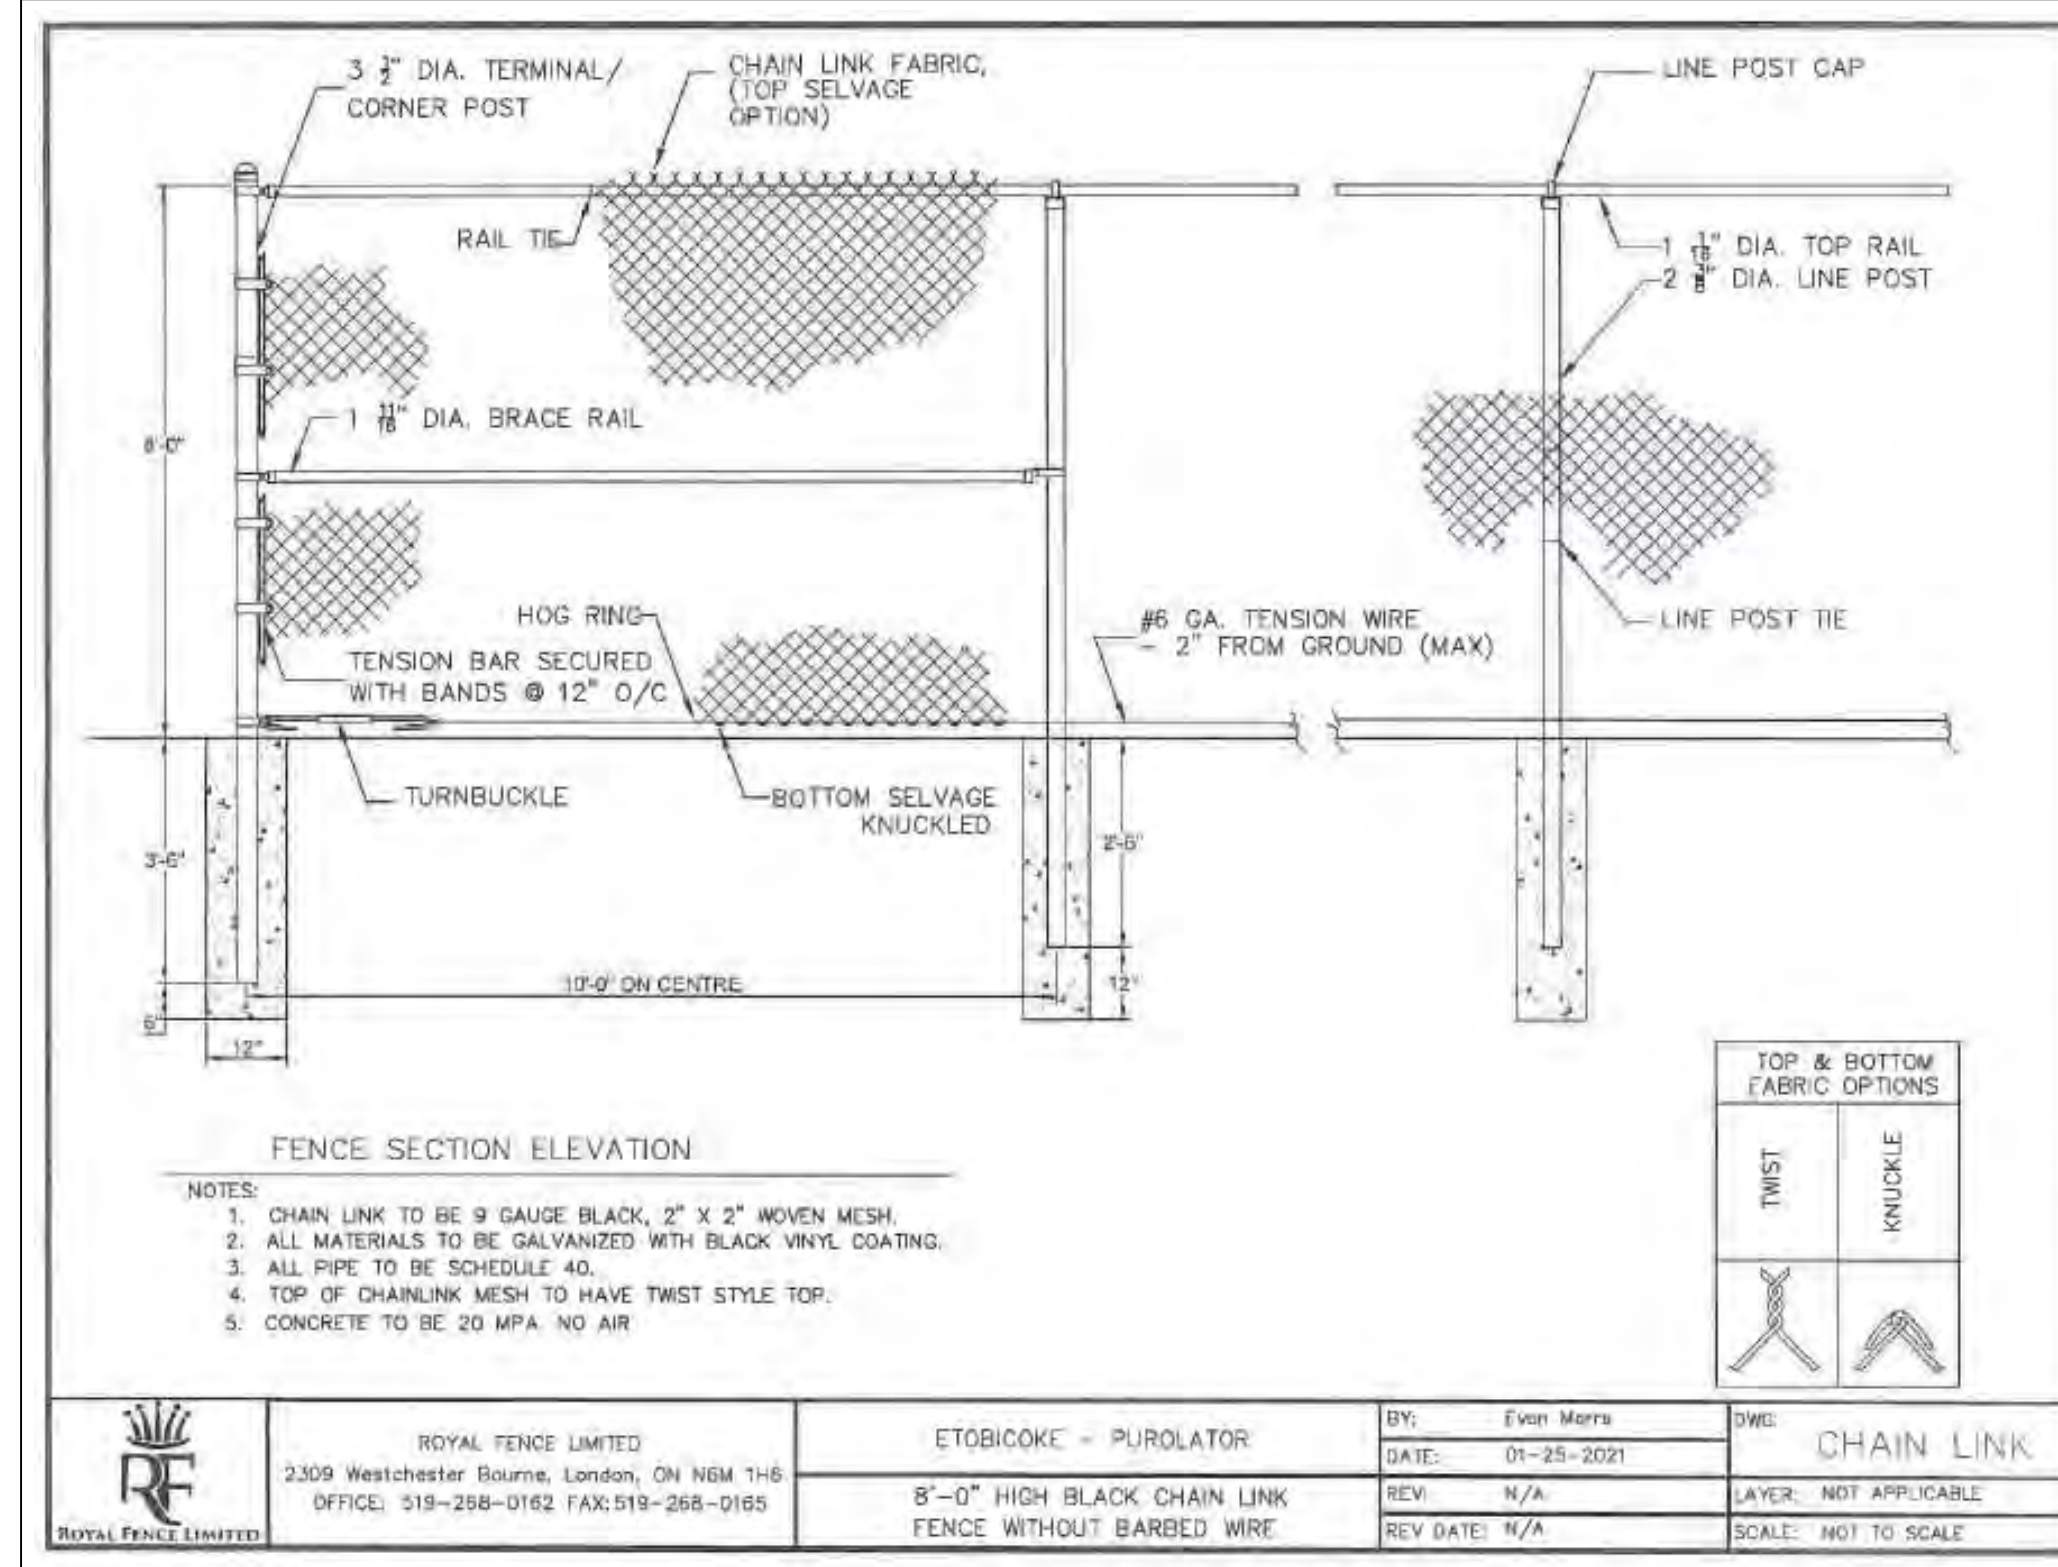 3 1/2" DIA. TERMINAL/
CORNER POST
CHAIN LINK FABRIC,
(TOP SELVAGE
OPTION)
LINE POST CAP
RAIL TIE
DIA. TOP RAIL
2 3/8" DIA. LINE POST
8'-0"
1 11/16" DIA. BRACE RAIL
HOG RING
#6 GA. TENSION WIRE
- 2" FROM GROUND (MAX)
LINE POST TIE
TENSION BAR SECURED
WITH BANDS @ 12" O/C
TURNBUCKLE
BOTTOM SELVAGE
KNUCKLED
3'-6"
2'-6"
10'-0" ON CENTRE
12"
6"
12"
TOP & BOTTOM
FABRIC OPTIONS
TWIST
KNUCKLE
FENCE SECTION ELEVATION
NOTES:
1. CHAIN LINK TO BE 9 GAUGE BLACK, 2" X 2" WOVEN MESH.
2. ALL MATERIALS TO BE GALVANIZED WITH BLACK VINYL COATING.
3. ALL PIPE TO BE SCHEDULE 40.
4. TOP OF CHAINLINK MESH TO HAVE TWIST STYLE TOP.
5. CONCRETE TO BE 20 MPA NO AIR
RF
ROYAL FENCE LIMITED
ROYAL FENCE LIMITED
2309 Westchester Bourne, London, ON N6M 1H6
OFFICE: FAX:519-268-0165
ETOBICOKE - PUROLATOR
8'-0" HIGH BLACK CHAIN LINK
FENCE WITHOUT BARBED WIRE
BY: Evan
DATE: 01-25-2021
REV: N/A
REV DATE: N/A
DWG:
CHAIN LINK
LAYER: NOT APPLICABLE
SCALE: NOT TO SCALE